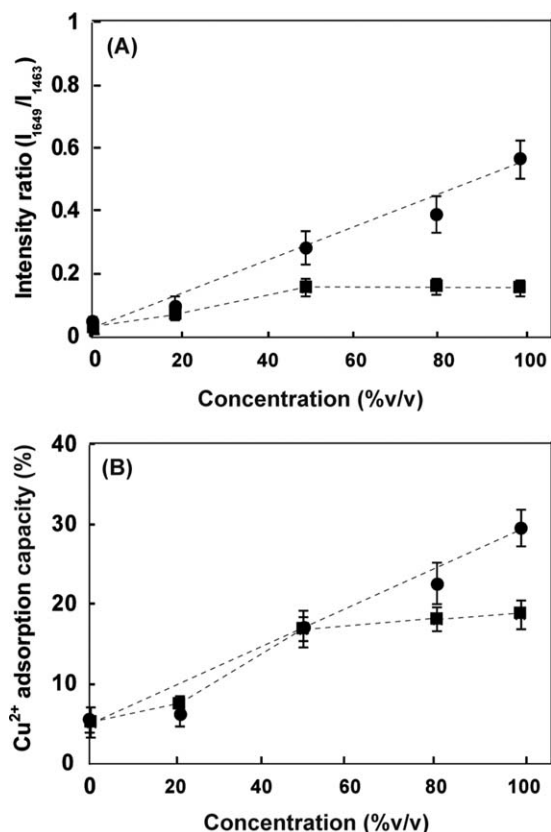 (A)
Intensity ratio (I1649/I1463)
1
0.8
0.6
0.4
0.2
0
0 20 40 60 80 100
Concentration (%v/v)
(B)
Cu2+ adsorption capacity (%)
40
30
20
10
0
0 20 40 60 80 100
Concentration (%v/v)